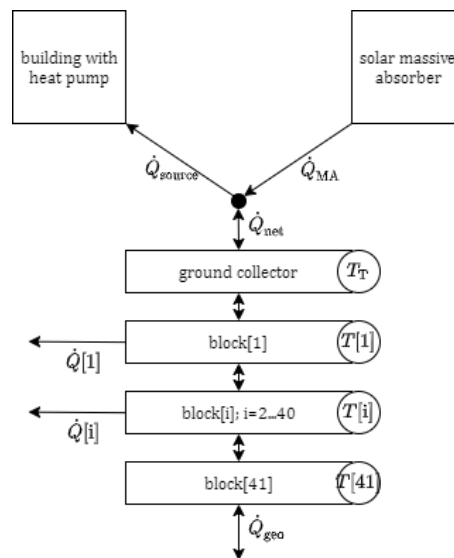 building with
heat pump
solar massive
absorber
Q̇source
Q̇MA
Q̇net
ground collector
TT
block[1]
T[1]
Q̇[1]
block[i]; i=2...40
T[i]
Q̇[i]
block[41]
T[41]
Q̇geo